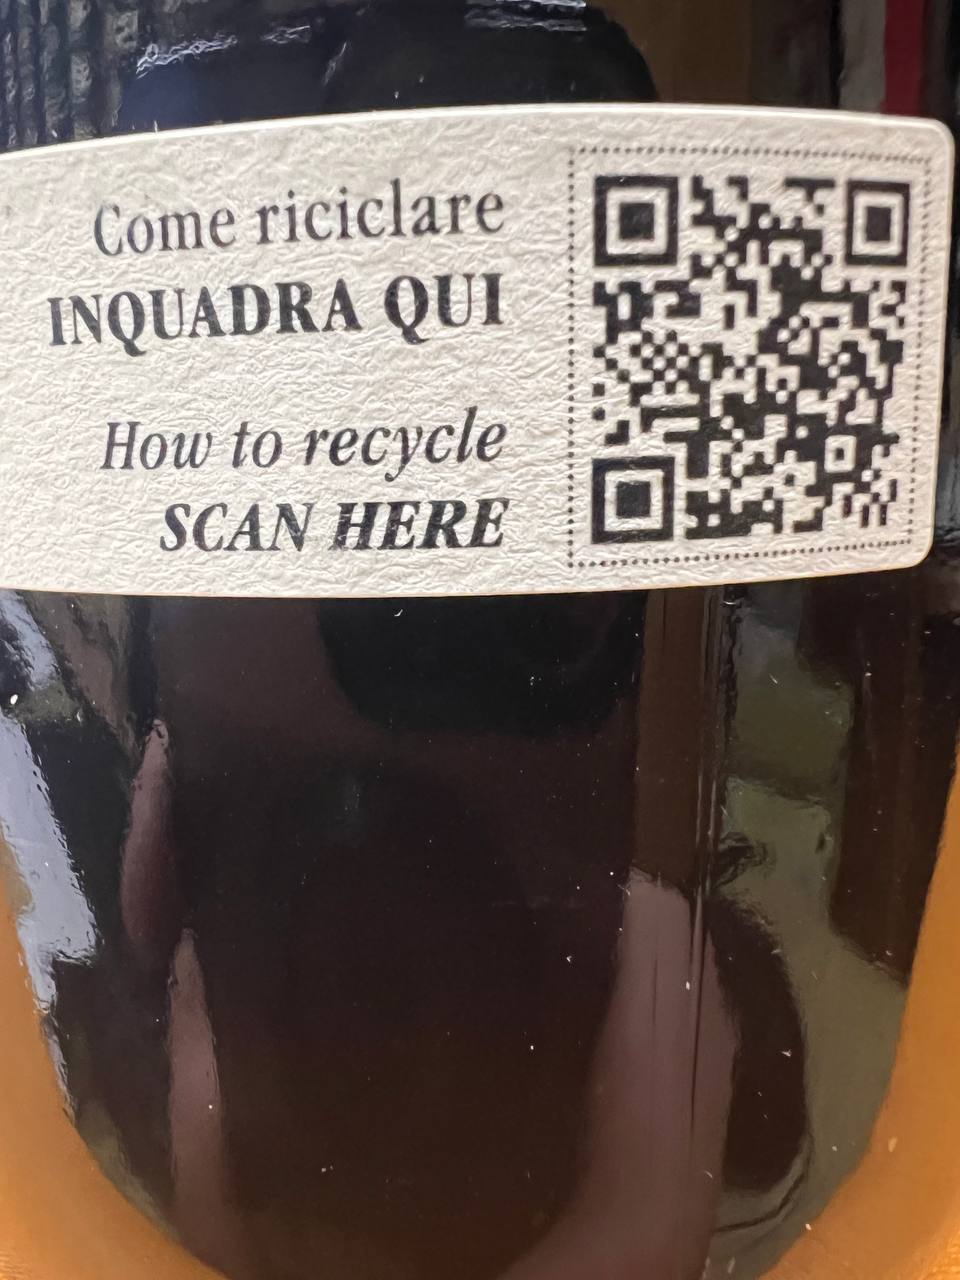 Come riciclare
INQUADRA QUI
How to recycle
SCAN HERE